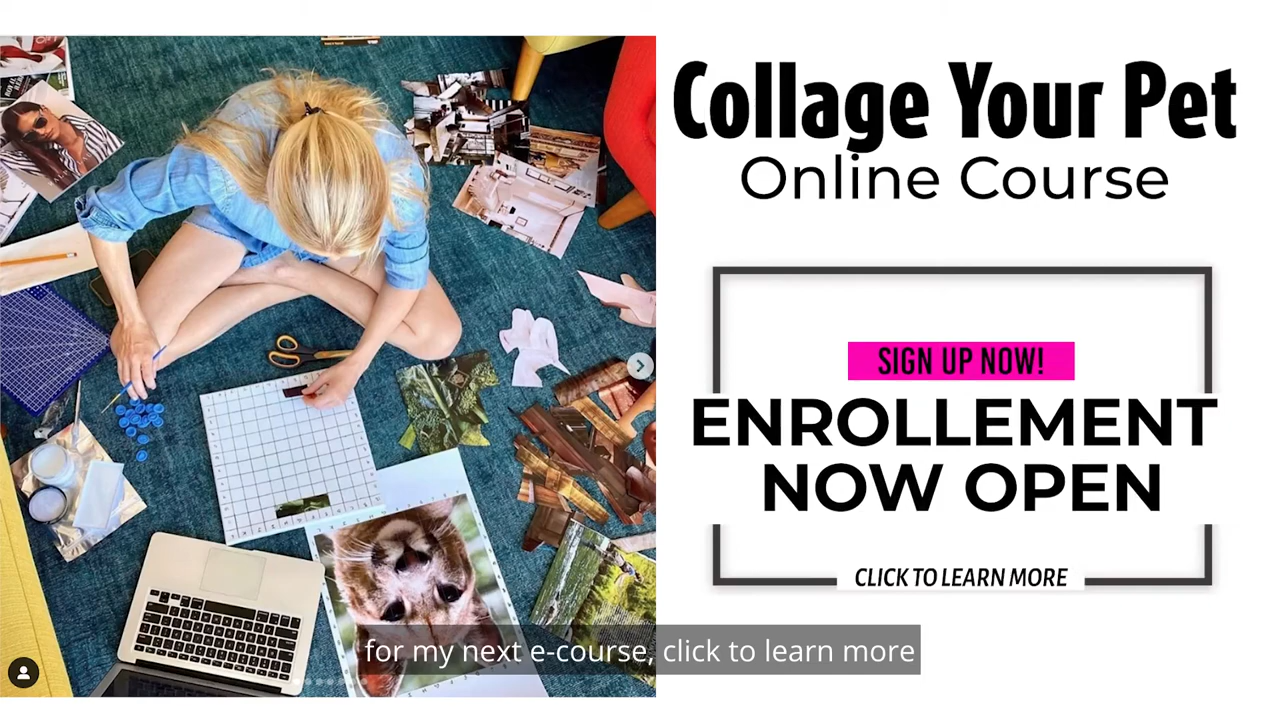 Collage Your Pet
Online Course
SIGN UP NOW!
ENROLLEMENT
NOW OPEN
CLICK TO LEARN MORE
for my next e-course, click to learn more